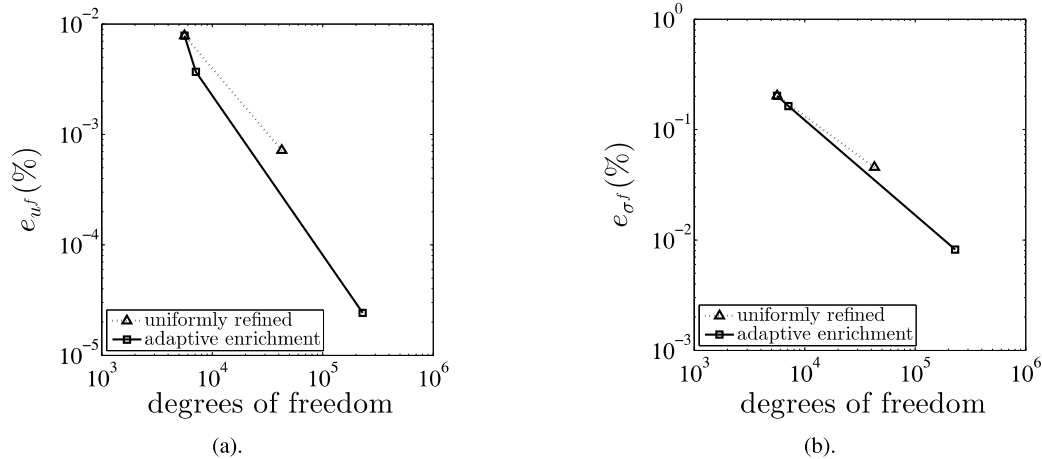 10^−2
10^−3
10^−4
10^−5
e_{u^f}(%)
uniformly refined
adaptive enrichment
10^3 10^4 10^5 10^6
degrees of freedom
(a).
10^0
10^−1
10^−2
10^−3
e_{σ^f}(%)
uniformly refined
adaptive enrichment
10^3 10^4 10^5 10^6
degrees of freedom
(b).